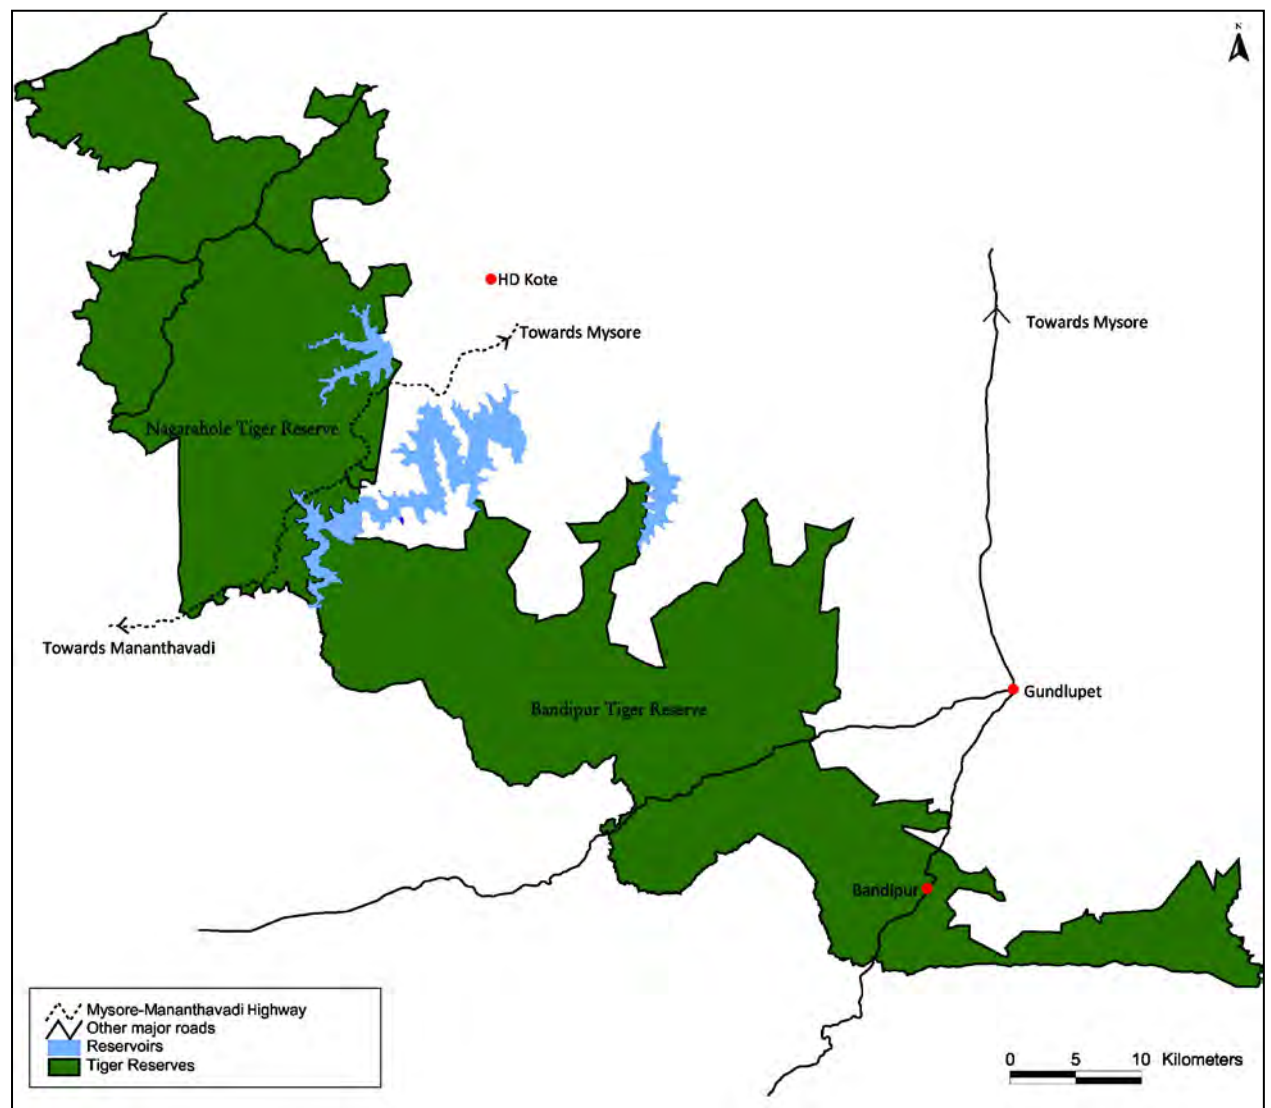 N
HD Kote
Towards Mysore
Towards Mysore
Nagarahole Tiger Reserve
Towards Mananthavadi
Gundlupet
Bandipur Tiger Reserve
Bandipur
Mysore-Mananthavadi Highway
Other major roads
Reservoirs
Tiger Reserves
0 5 10 Kilometers